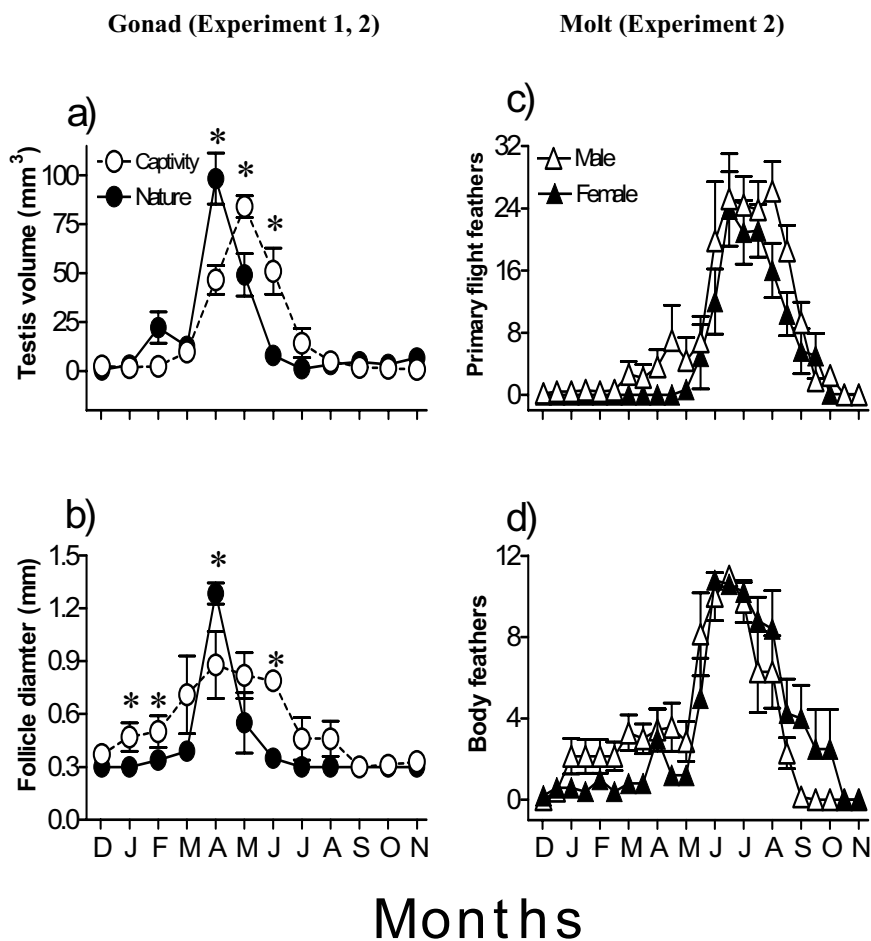 Gonad (Experiment 1, 2)
Molt (Experiment 2)
a)
Testis volume (mm3)
100
75
50
25
0
Captivity
Nature
*
*
*
c)
Primary flight feathers
32
24
16
8
0
Male
Female
b)
Follicle diamter (mm)
1.5
1.2
0.9
0.6
0.3
0.0
* *
*
*
D J F M A M J J A S O N
d)
Body feathers
12
8
4
0
D J F M A M J J A S O N
Months